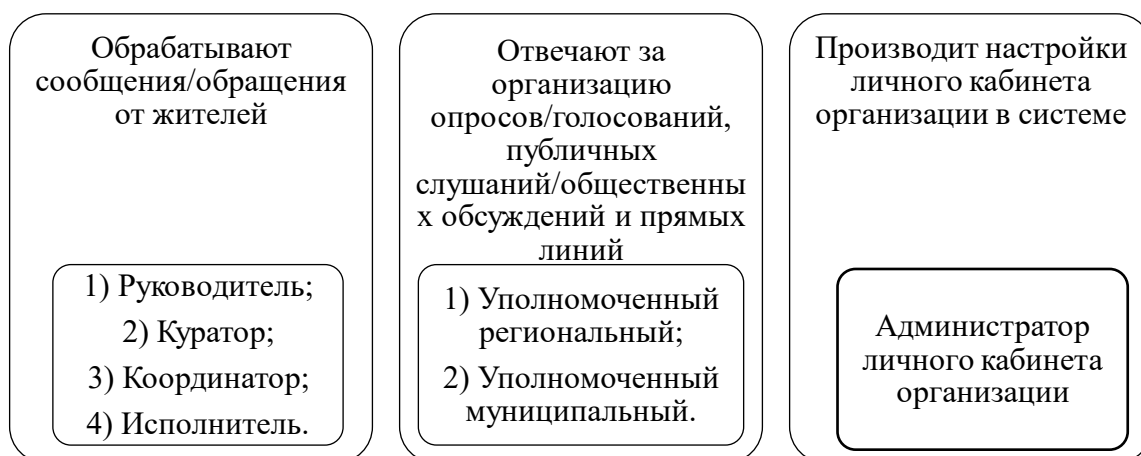 Обрабатывают
сообщения/обращения
от жителей
1) Руководитель;
2) Куратор;
3) Координатор;
4) Исполнитель.
Отвечают за
организацию
опросов/голосований,
публичных
слушаний/общественны
х обсуждений и прямых
линий
1) Уполномоченный
региональный;
2) Уполномоченный
муниципальный.
Производит настройки
личного кабинета
организации в системе
Администратор
личного кабинета
организации